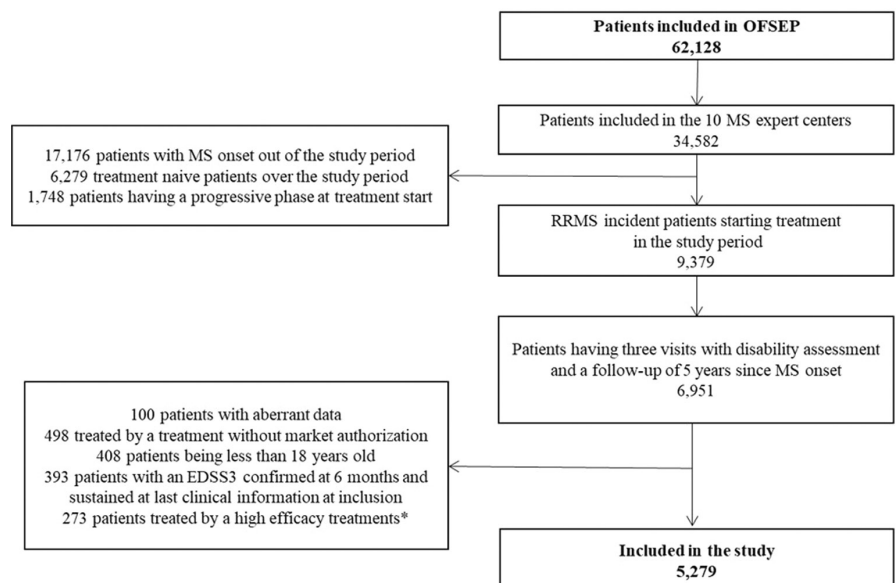 Patients included in OFSEP
62,128
Patients included in the 10 MS expert centers
34,582
17,176 patients with MS onset out of the study period
6,279 treatment naive patients over the study period
1,748 patients having a progressive phase at treatment start
RRMS incident patients starting treatment
in the study period
9,379
Patients having three visits with disability assessment
and a follow-up of 5 years since MS onset
6,951
100 patients with aberrant data
498 treated by a treatment without market authorization
408 patients being less than 18 years old
393 patients with an EDSS3 confirmed at 6 months and
sustained at last clinical information at inclusion
273 patients treated by a high efficacy treatments*
Included in the study
5,279